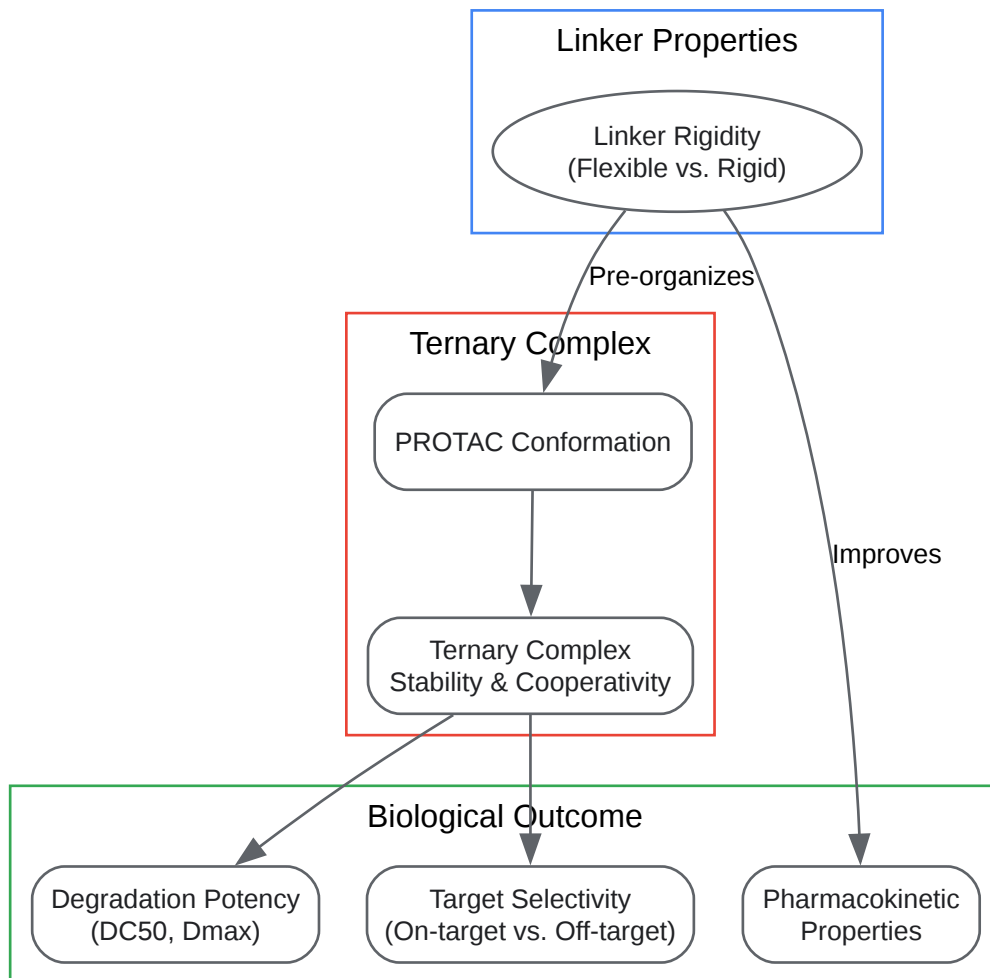 Linker Properties
Linker Rigidity
(Flexible vs. Rigid)
Pre-organizes
Ternary Complex
PROTAC Conformation
Improves
Ternary Complex
Stability & Cooperativity
Biological Outcome
Degradation Potency
(DC50, Dmax)
Target Selectivity
(On-target vs. Off-target)
Pharmacokinetic
Properties